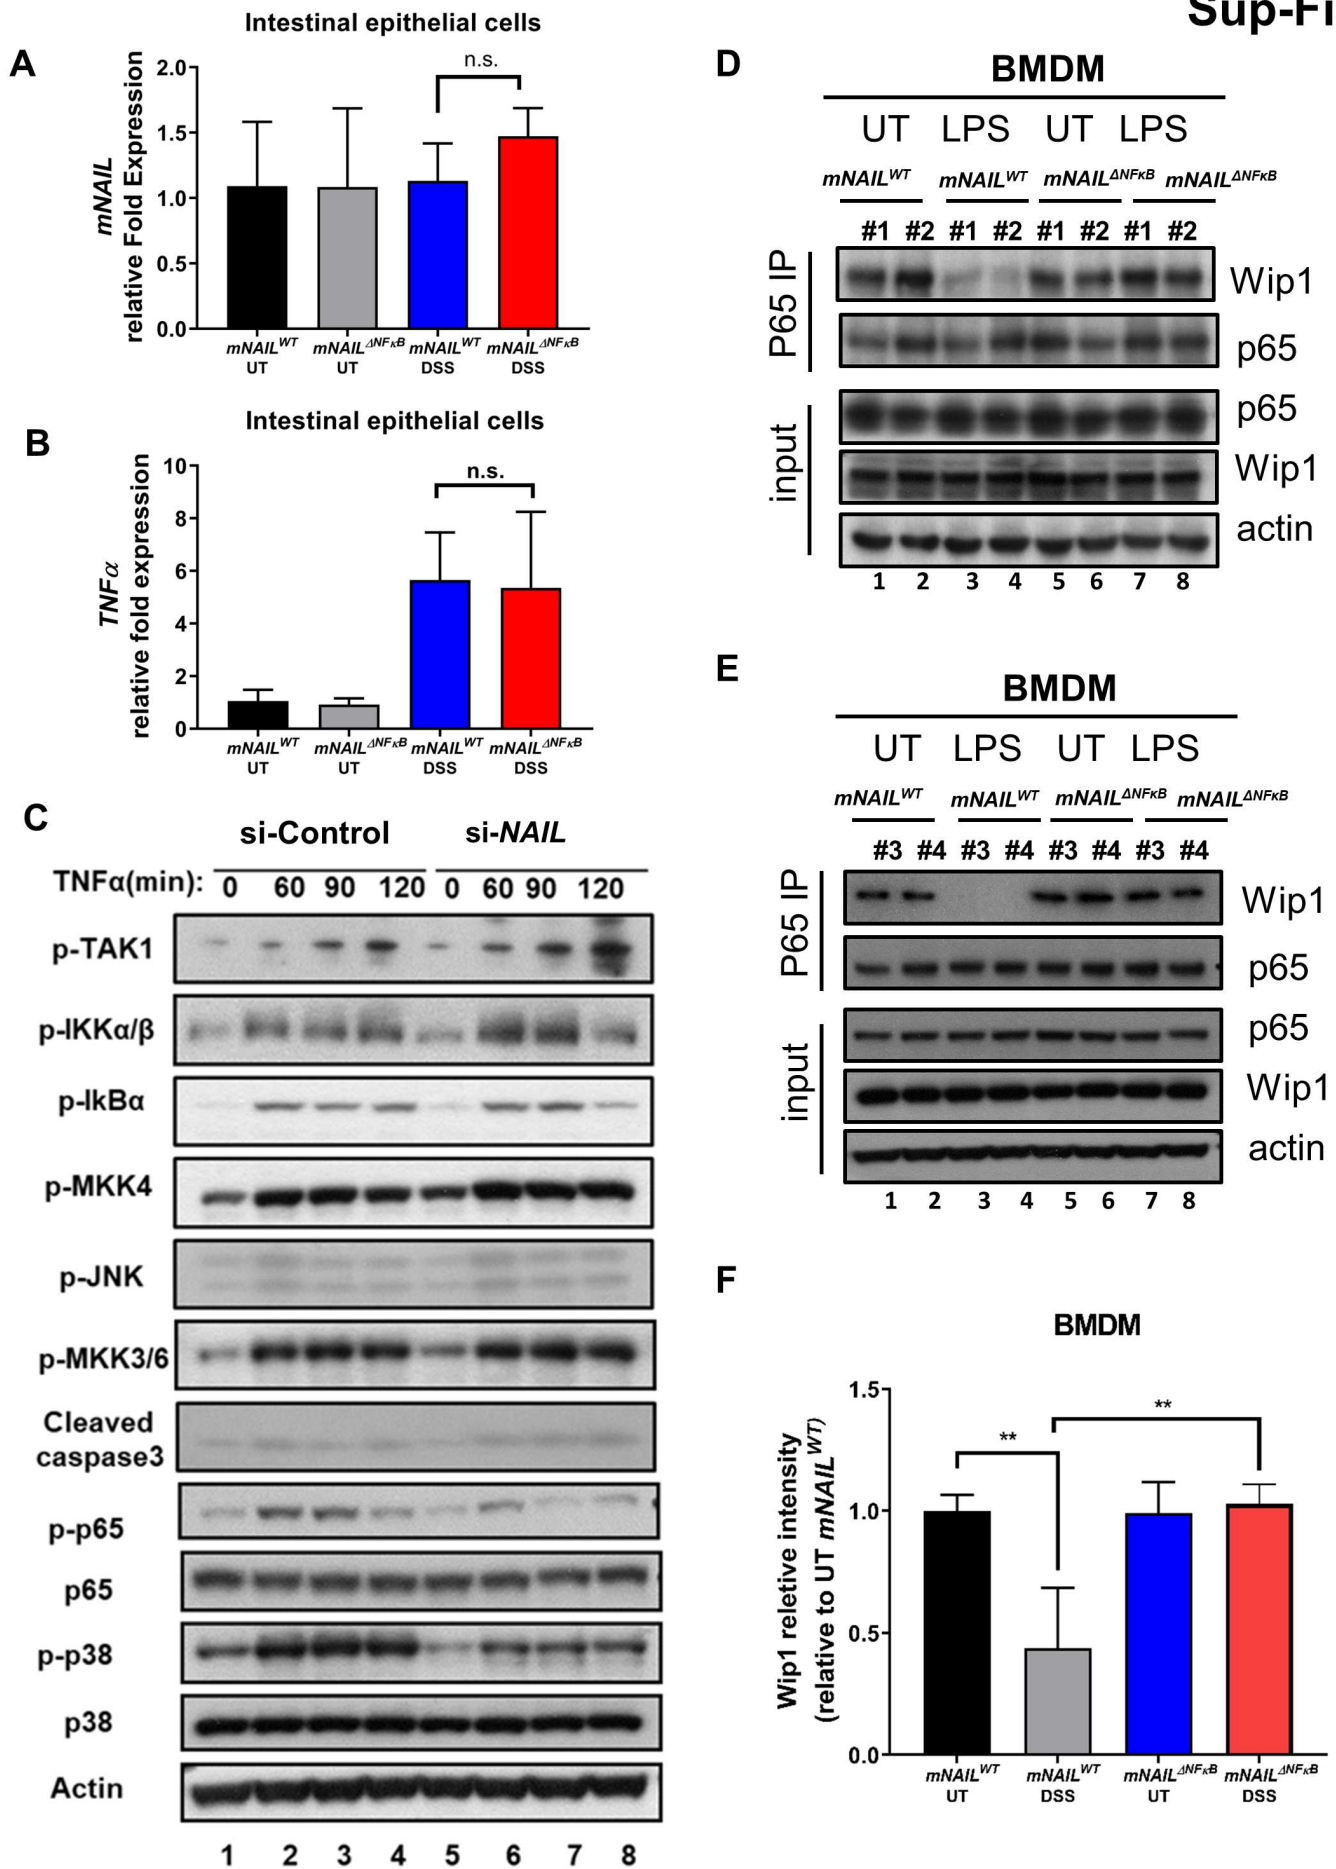 Sup-Fi
A
Intestinal epithelial cells
mNAIL
relative Fold Expression
2.0
1.5
1.0
0.5
0.0
n.s.
mNAIL^WT mNAIL^ΔNFκB mNAIL^WT mNAIL^ΔNFκB
UT UT DSS DSS
B
Intestinal epithelial cells
TNFα
relative fold expression
10
8
6
4
2
0
n.s.
mNAIL^WT mNAIL^ΔNFκB mNAIL^WT mNAIL^ΔNFκB
UT UT DSS DSS
C
si-Control si-NAIL
TNFα(min): 0 60 90 120 0 60 90 120
p-TAK1
p-IKKα/β
p-IkBα
p-MKK4
p-JNK
p-MKK3/6
Cleaved
caspase3
p-p65
p65
p-p38
p38
Actin
1 2 3 4 5 6 7 8
D
BMDM
UT LPS UT LPS
mNAIL^WT mNAIL^WT mNAIL^ΔNFκB mNAIL^ΔNFκB
#1 #2 #1 #2 #1 #2 #1 #2
P65 IP
Wip1
p65
input
p65
Wip1
actin
1 2 3 4 5 6 7 8
E
BMDM
UT LPS UT LPS
mNAIL^WT mNAIL^WT mNAIL^ΔNFκB mNAIL^ΔNFκB
#3 #4 #3 #4 #3 #4 #3 #4
P65 IP
Wip1
p65
input
p65
Wip1
actin
1 2 3 4 5 6 7 8
F
BMDM
Wip1 reletive intensity
(relative to UT mNAIL^WT)
1.5
1.0
0.5
0.0
**
**
mNAIL^WT mNAIL^WT mNAIL^ΔNFκB mNAIL^ΔNFκB
UT DSS UT DSS